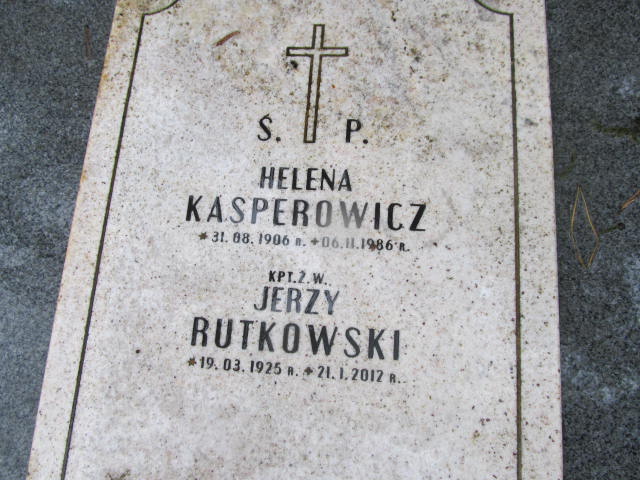 Ś. P.
HELENA
KASPEROWICZ
* 31. 08. 1906 R. + 06.11.1986 R.
KPT.Ż.W.
JERZY
RUTKOWSKI
* 19. 03. 1925 R. + 21. 1. 2012 R.